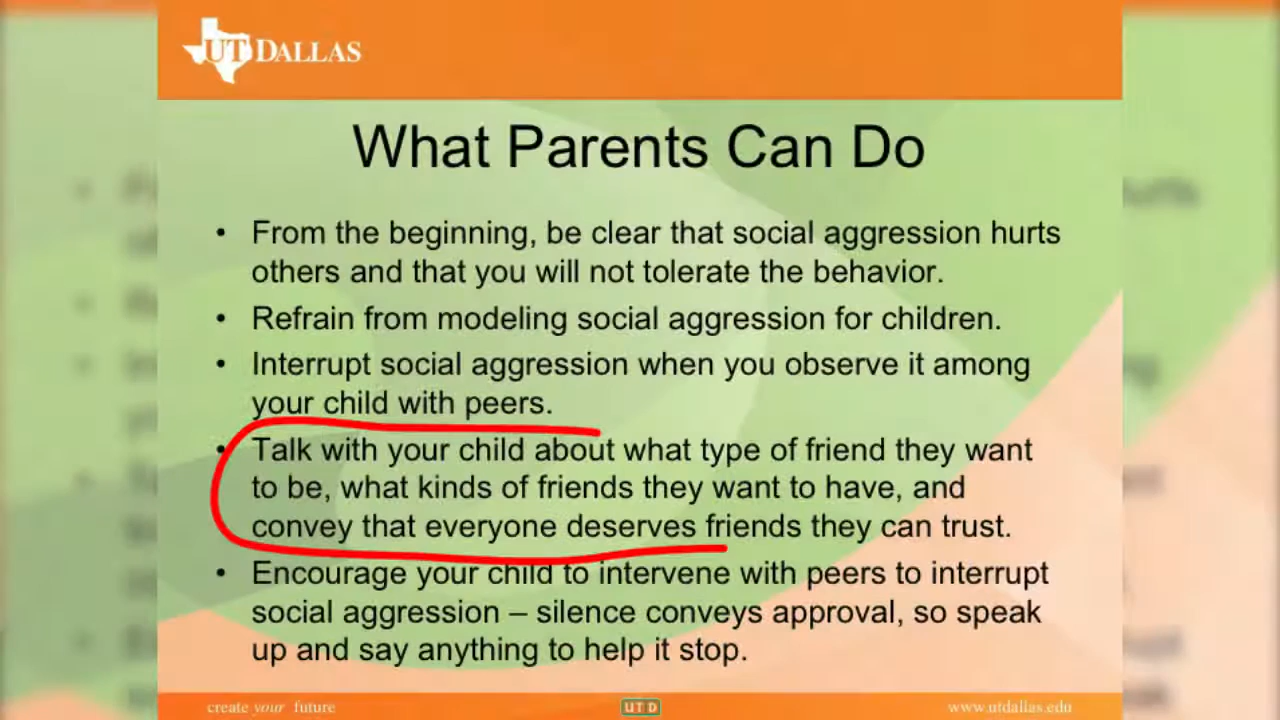 UT DALLAS
What Parents Can Do
• From the beginning, be clear that social aggression hurts
others and that you will not tolerate the behavior.
• Refrain from modeling social aggression for children.
• Interrupt social aggression when you observe it among
your child with peers.
• Talk with your child about what type of friend they want
to be, what kinds of friends they want to have, and
convey that everyone deserves friends they can trust.
• Encourage your child to intervene with peers to interrupt
social aggression – silence conveys approval, so speak
up and say anything to help it stop.
create your future UTD www.utdallas.edu